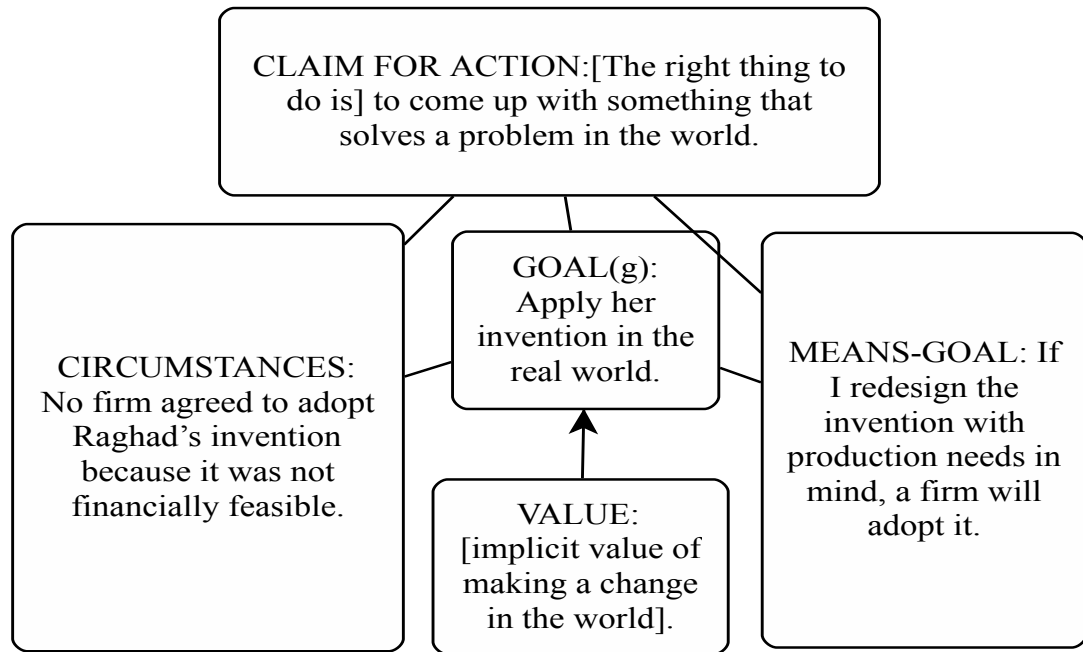 CLAIM FOR ACTION:[The right thing to
do is] to come up with something that
solves a problem in the world.
CIRCUMSTANCES:
No firm agreed to adopt
Raghad’s invention
because it was not
financially feasible.
GOAL(g):
Apply her
invention in the
real world.
VALUE:
[implicit value of
making a change
in the world].
MEANS-GOAL: If
I redesign the
invention with
production needs in
mind, a firm will
adopt it.